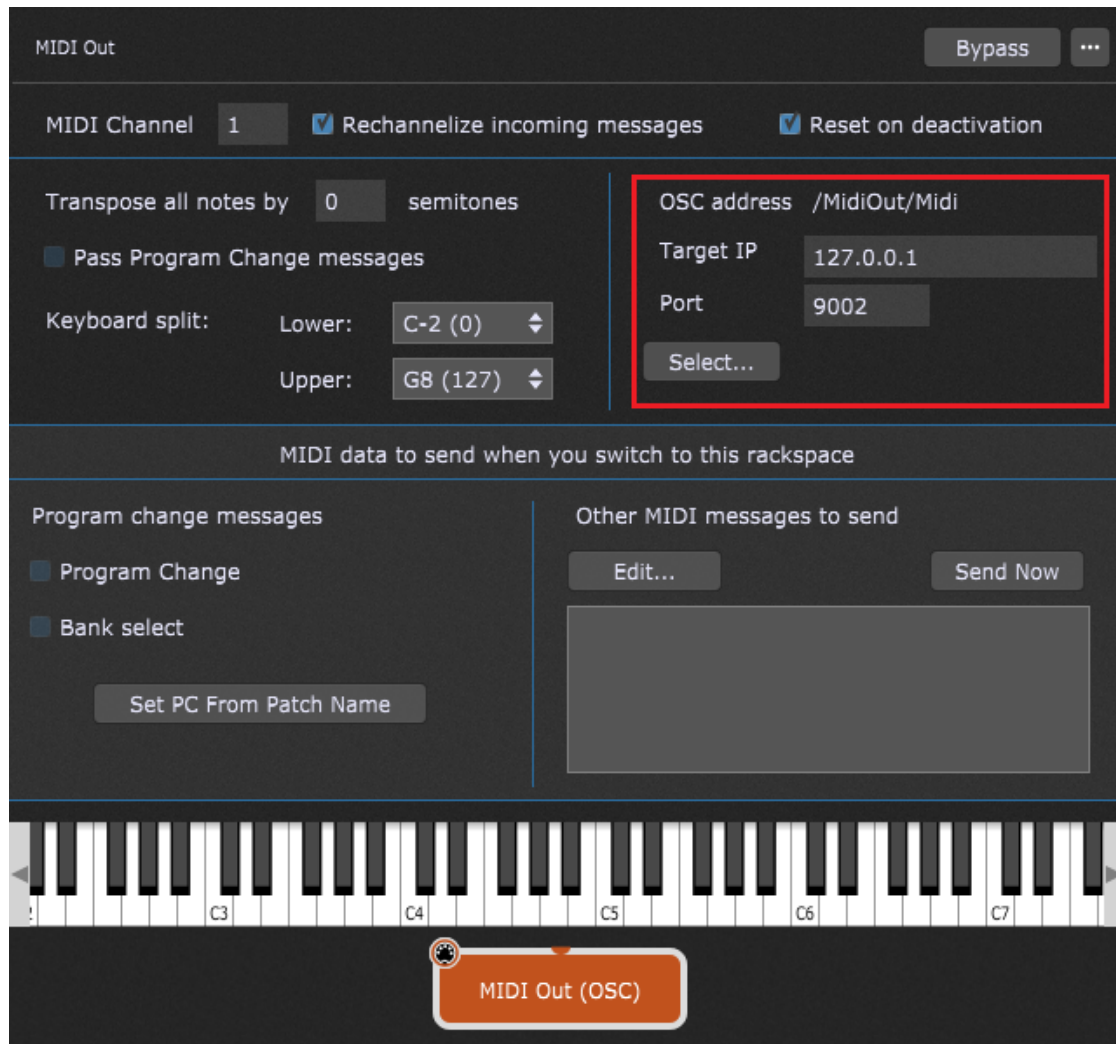 MIDI Out
Bypass
...
MIDI Channel 1 Rechannelize incoming messages Reset on deactivation
Transpose all notes by 0 semitones
Pass Program Change messages
Keyboard split: Lower: C-2 (0)
Upper: G8 (127)
OSC address /MidiOut/Midi
Target IP 127.0.0.1
Port 9002
Select...
MIDI data to send when you switch to this rackspace
Program change messages
Program Change
Bank select
Set PC From Patch Name
Other MIDI messages to send
Edit... Send Now
C3 C4 C5 C6 C7
MIDI Out (OSC)